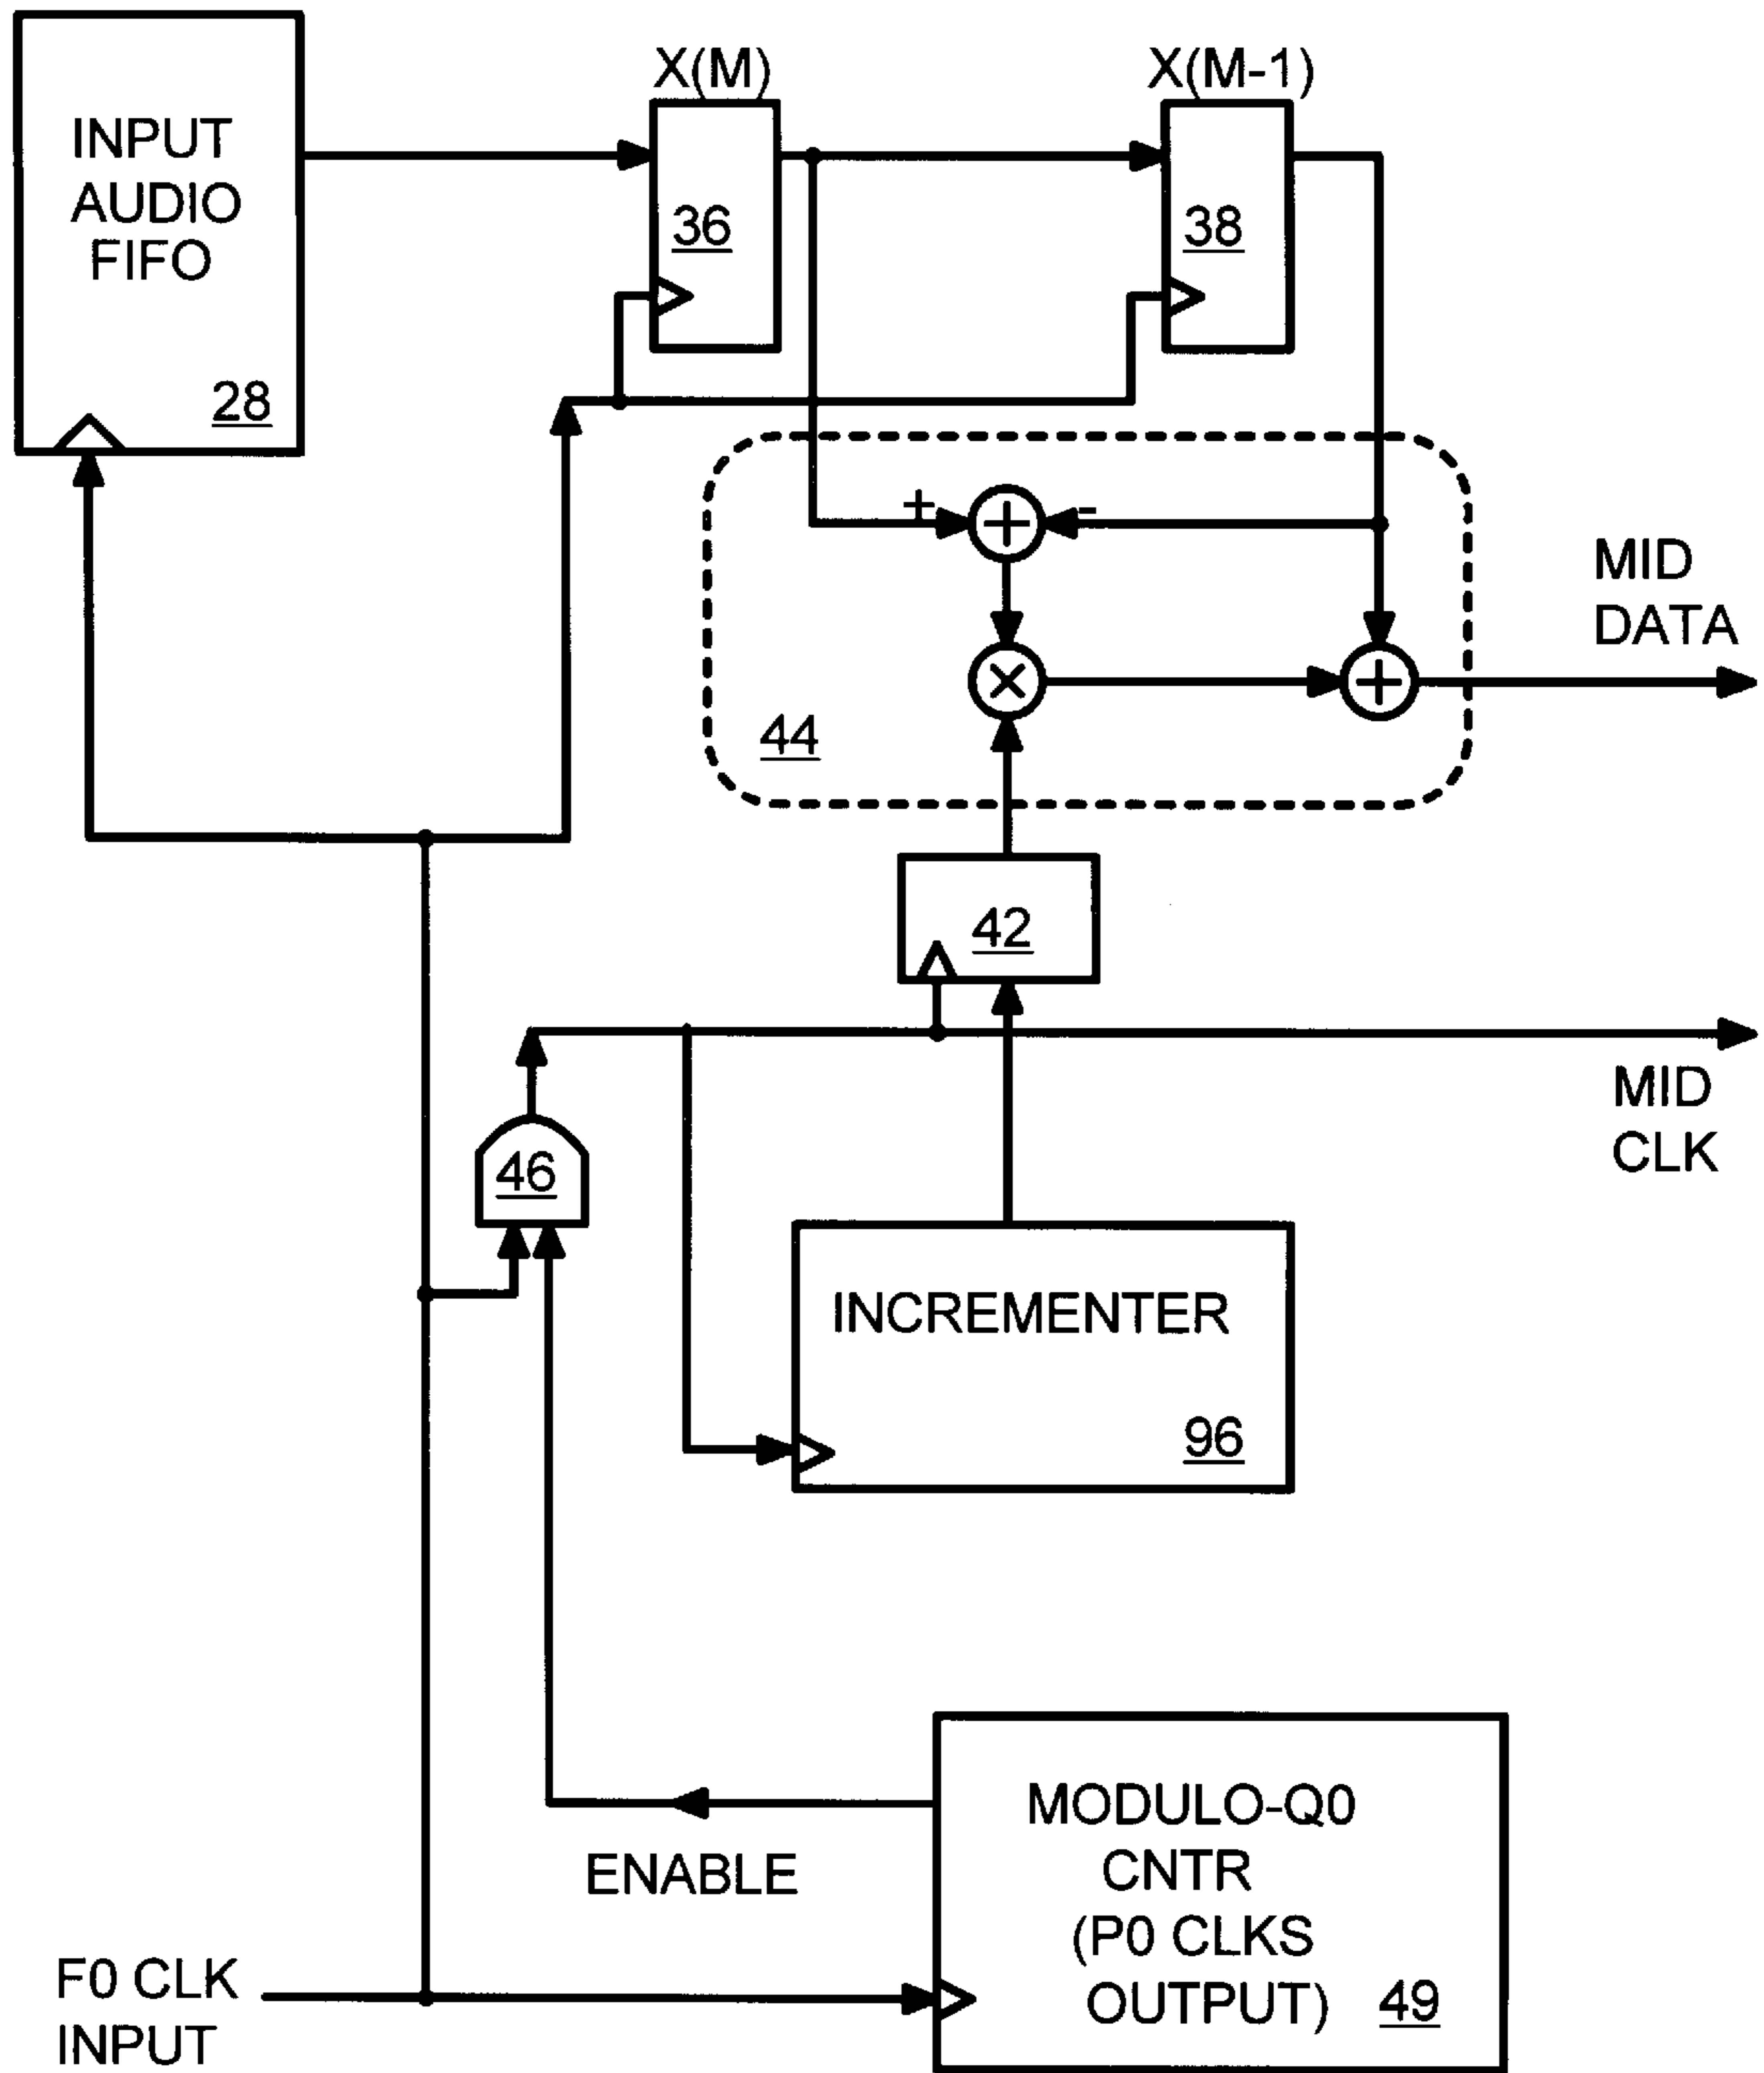 X(M)
X(M-1)
INPUT
AUDIO
FIFO
28
36
38
+
-
+
×
+
44
MID
DATA
42
MID
CLK
46
INCREMENTER
96
ENABLE
MODULO-Q0
CNTR
(P0 CLKS
OUTPUT)
49
F0 CLK
INPUT